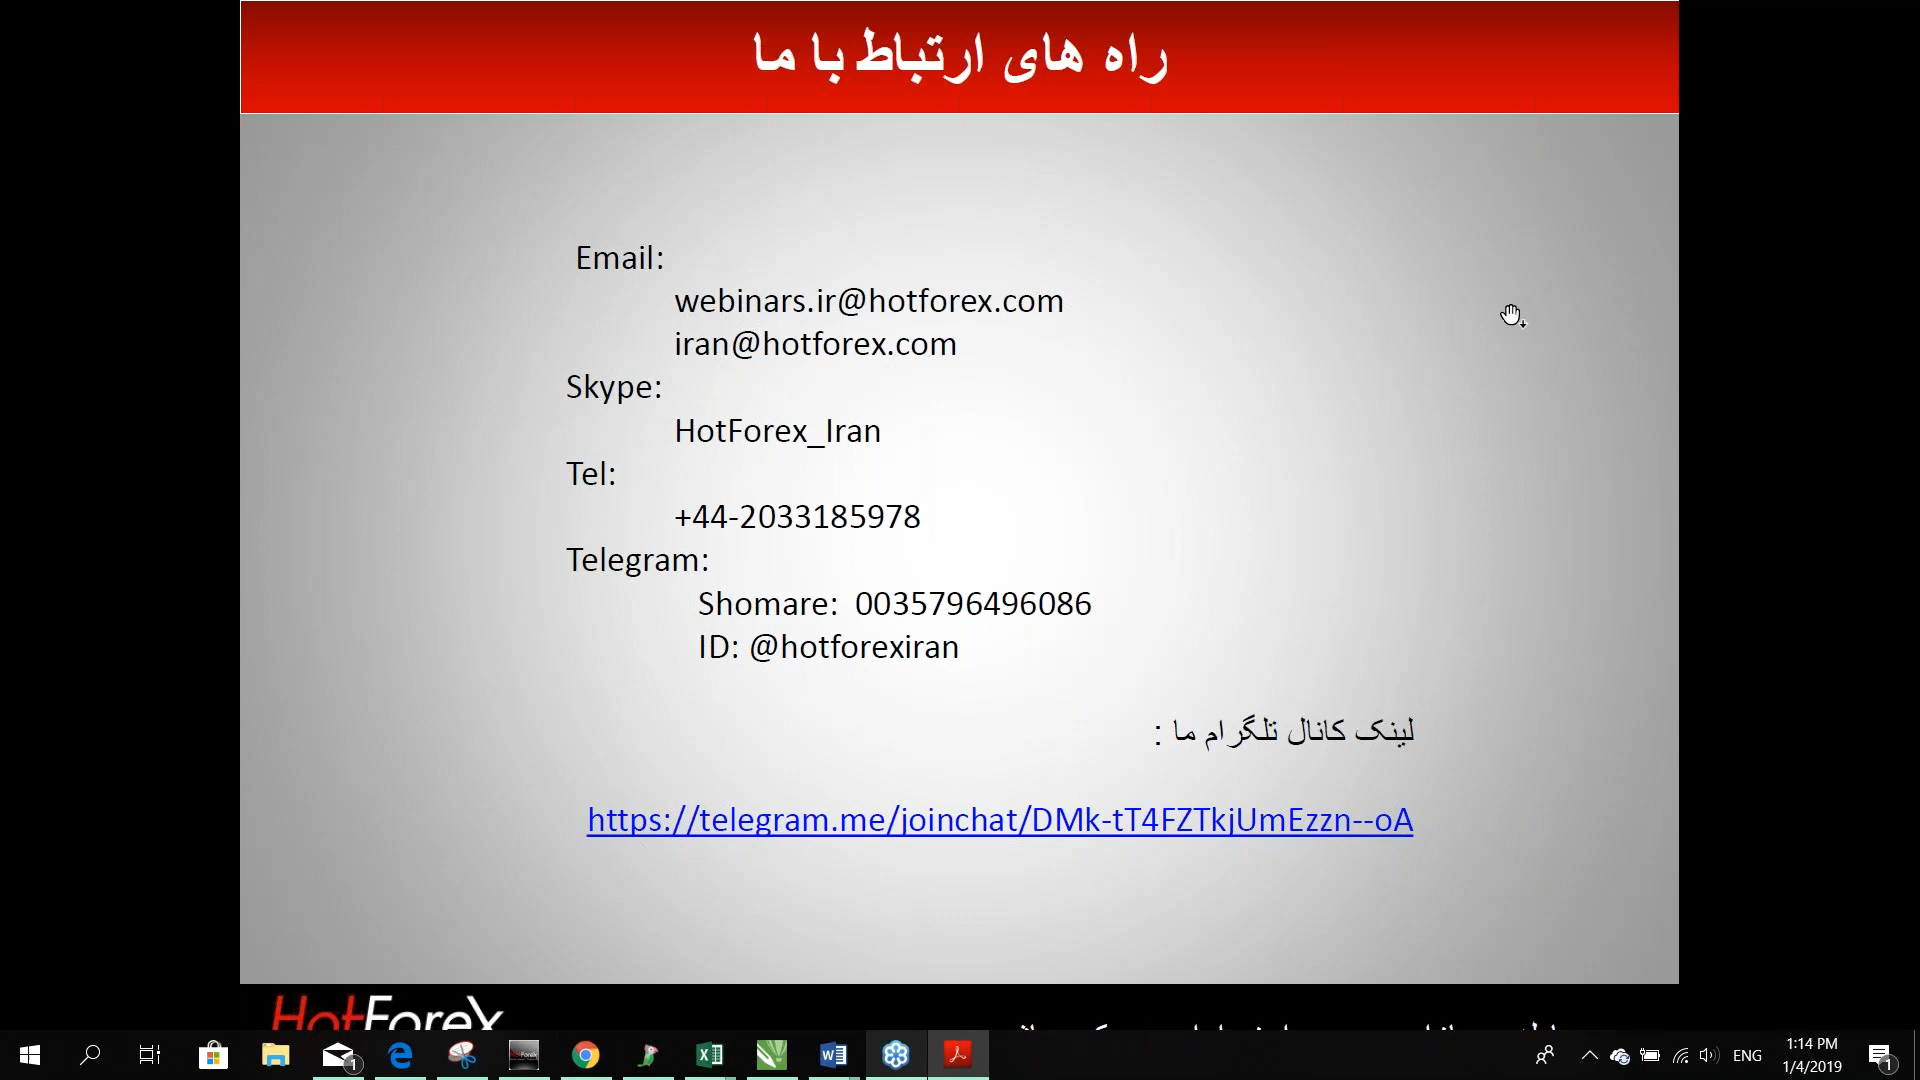 راه های ارتباط با ما
Email:
webinars.ir@hotforex.com
iran@hotforex.com
Skype:
HotForex_Iran
Tel:
+44-2033185978
Telegram:
Shomare: 0035796496086
ID: @hotforexiran
لینک کانال تلگرام ما :
https://telegram.me/joinchat/DMk-tT4FZTkjUmEzzn--oA
HotForex
ENG
1:14 PM
1/4/2019
1
1